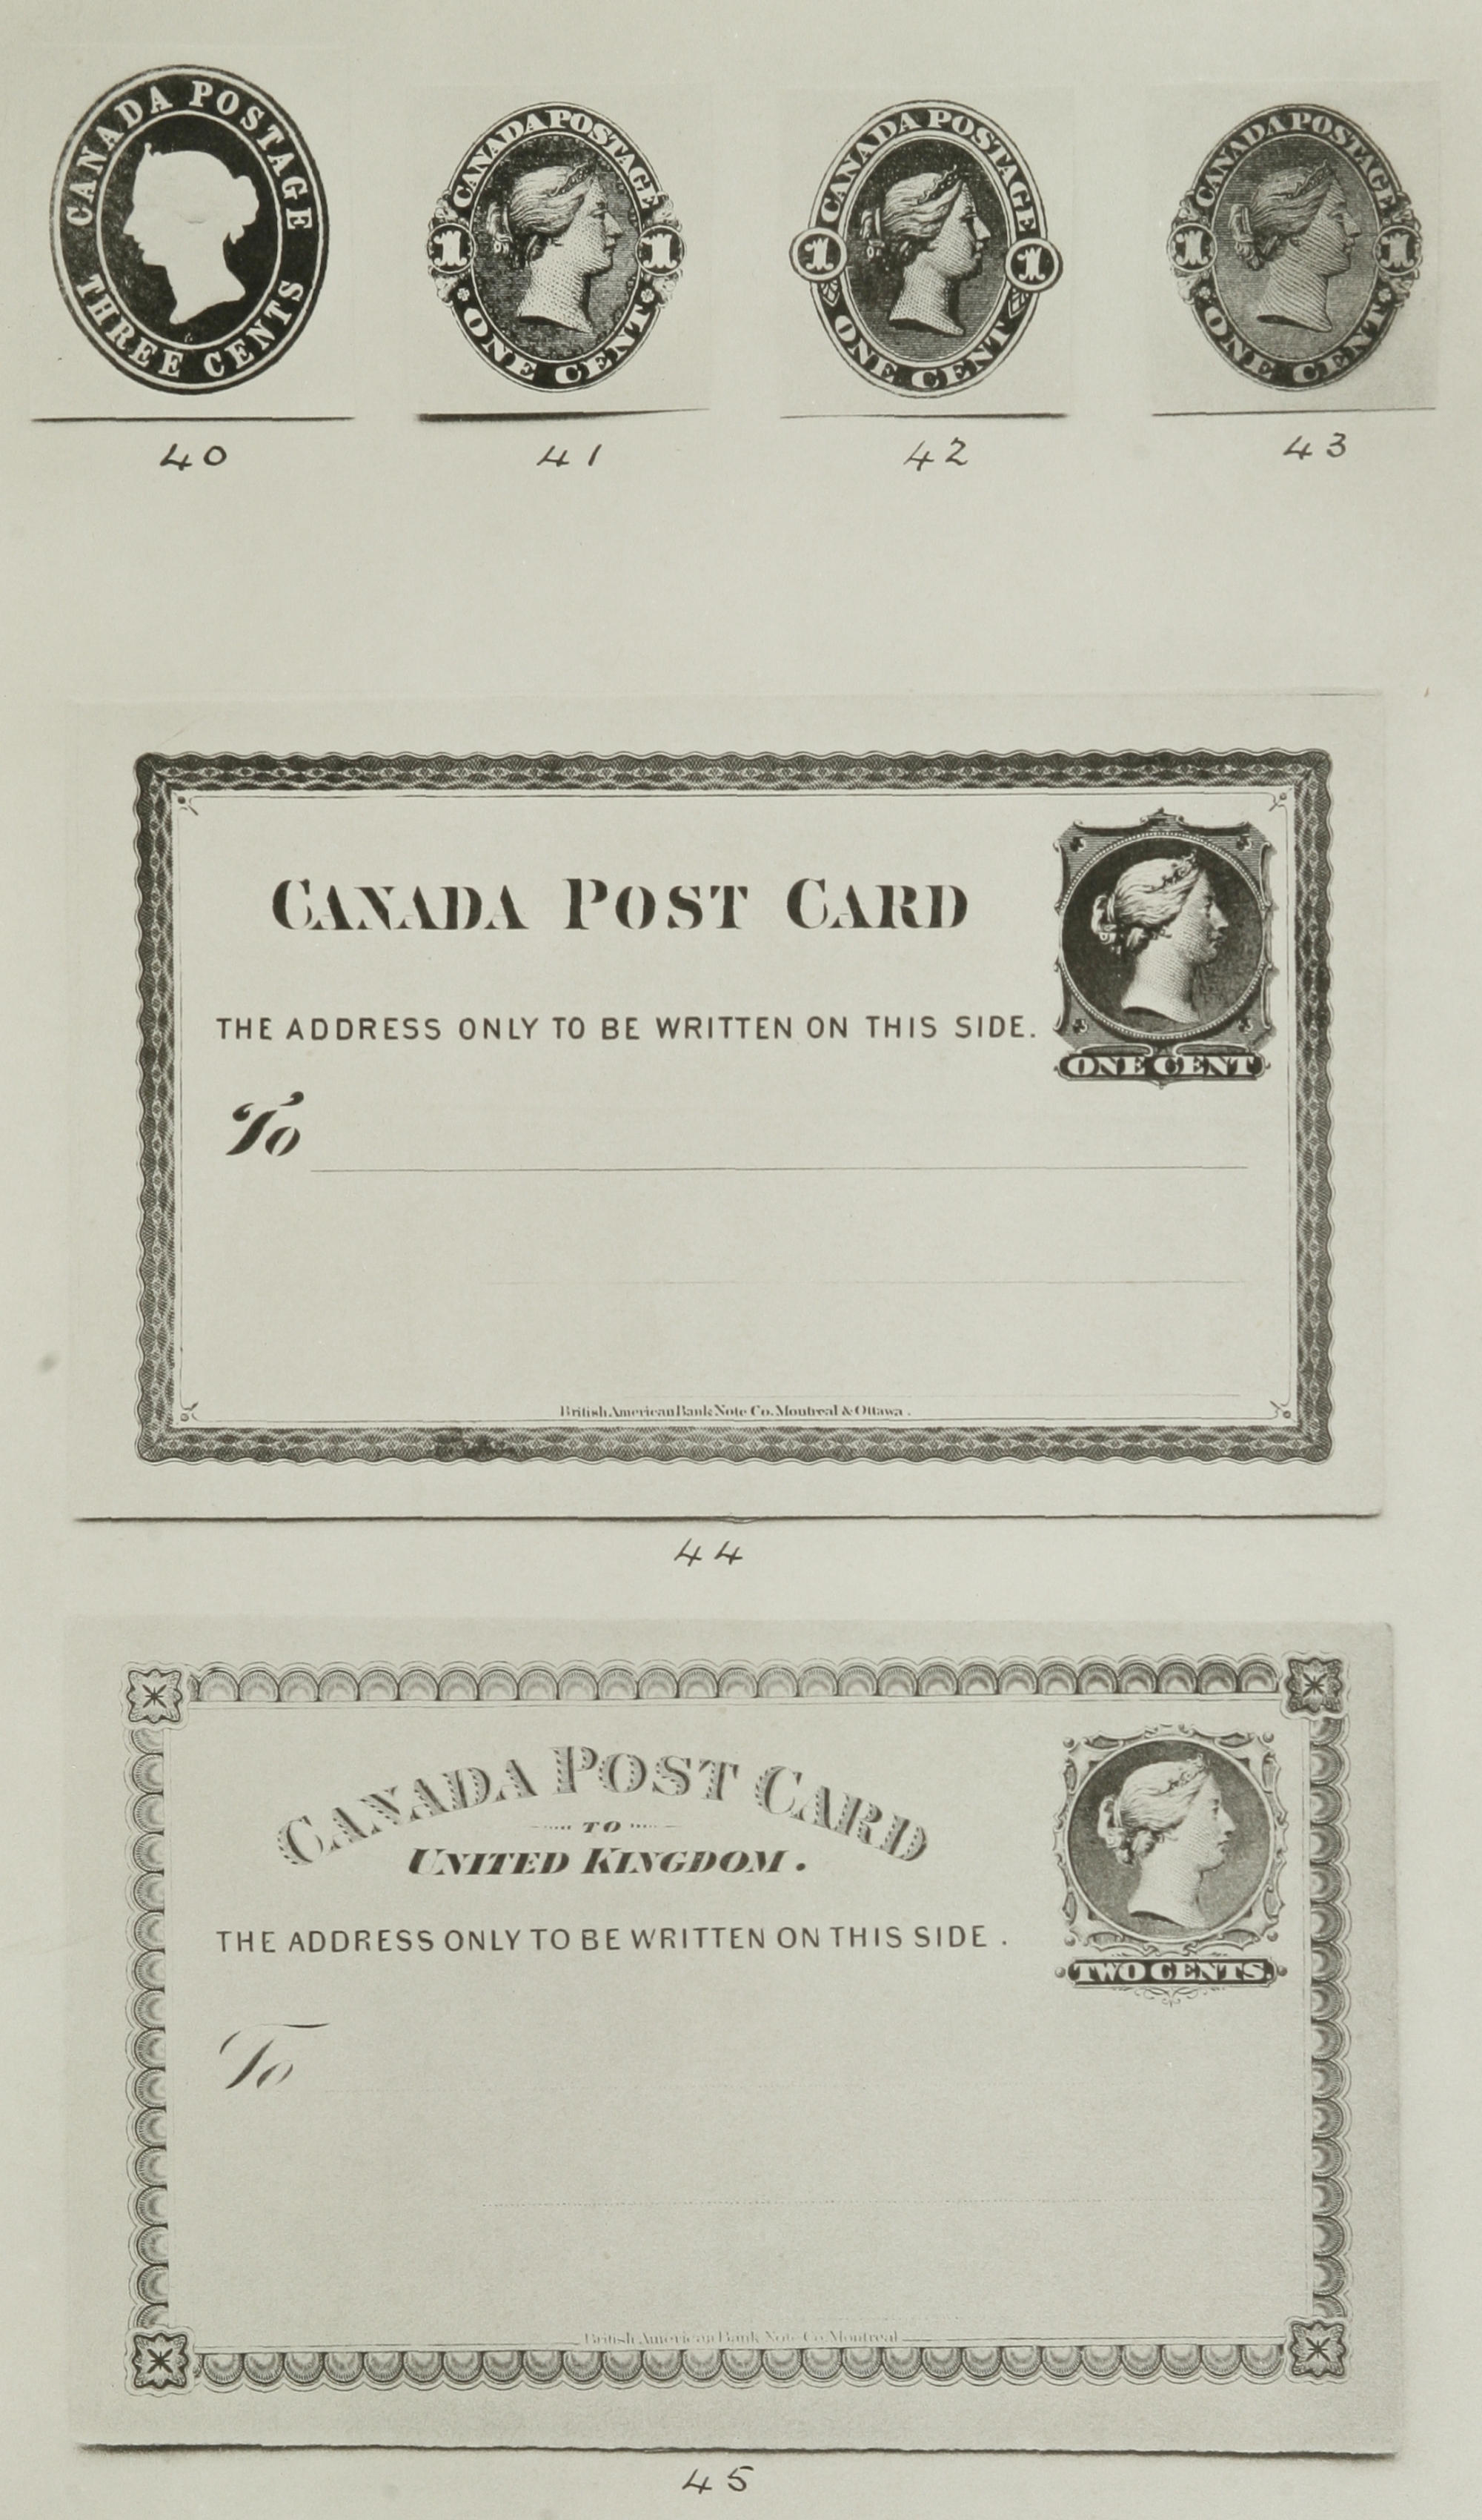 CANADA POSTAGE
THREE CENTS
40
CANADA POSTAGE
1 1
ONE CENT
41
CANADA POSTAGE
1 1
ONE CENT
42
CANADA POSTAGE
1 1
ONE CENT
43
CANADA POST CARD
THE ADDRESS ONLY TO BE WRITTEN ON THIS SIDE.
ONE CENT
To
British American Bank Note Co. Montreal & Ottawa.
44
CANADA POST CARD
TO
UNITED KINGDOM.
THE ADDRESS ONLY TO BE WRITTEN ON THIS SIDE.
TWO CENTS.
To
British American Bank Note Co. Montreal
45